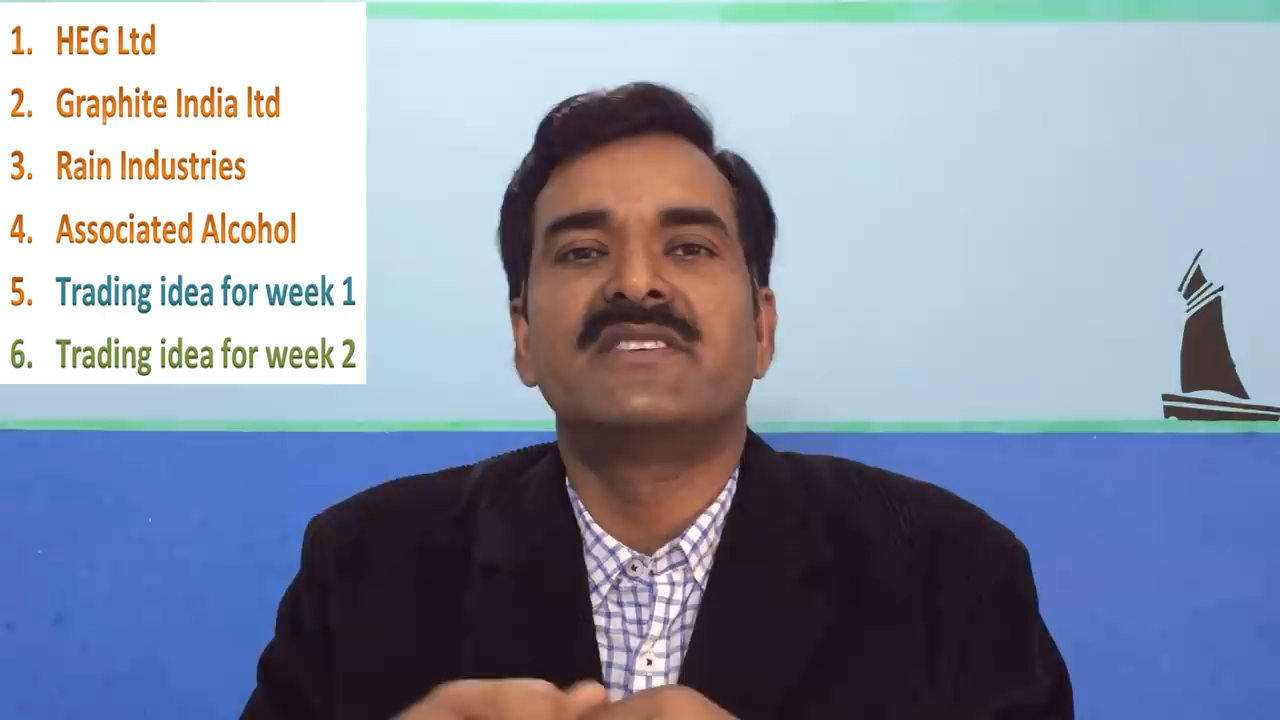 1. HEG Ltd
2. Graphite India ltd
3. Rain Industries
4. Associated Alcohol
5. Trading idea for week 1
6. Trading idea for week 2